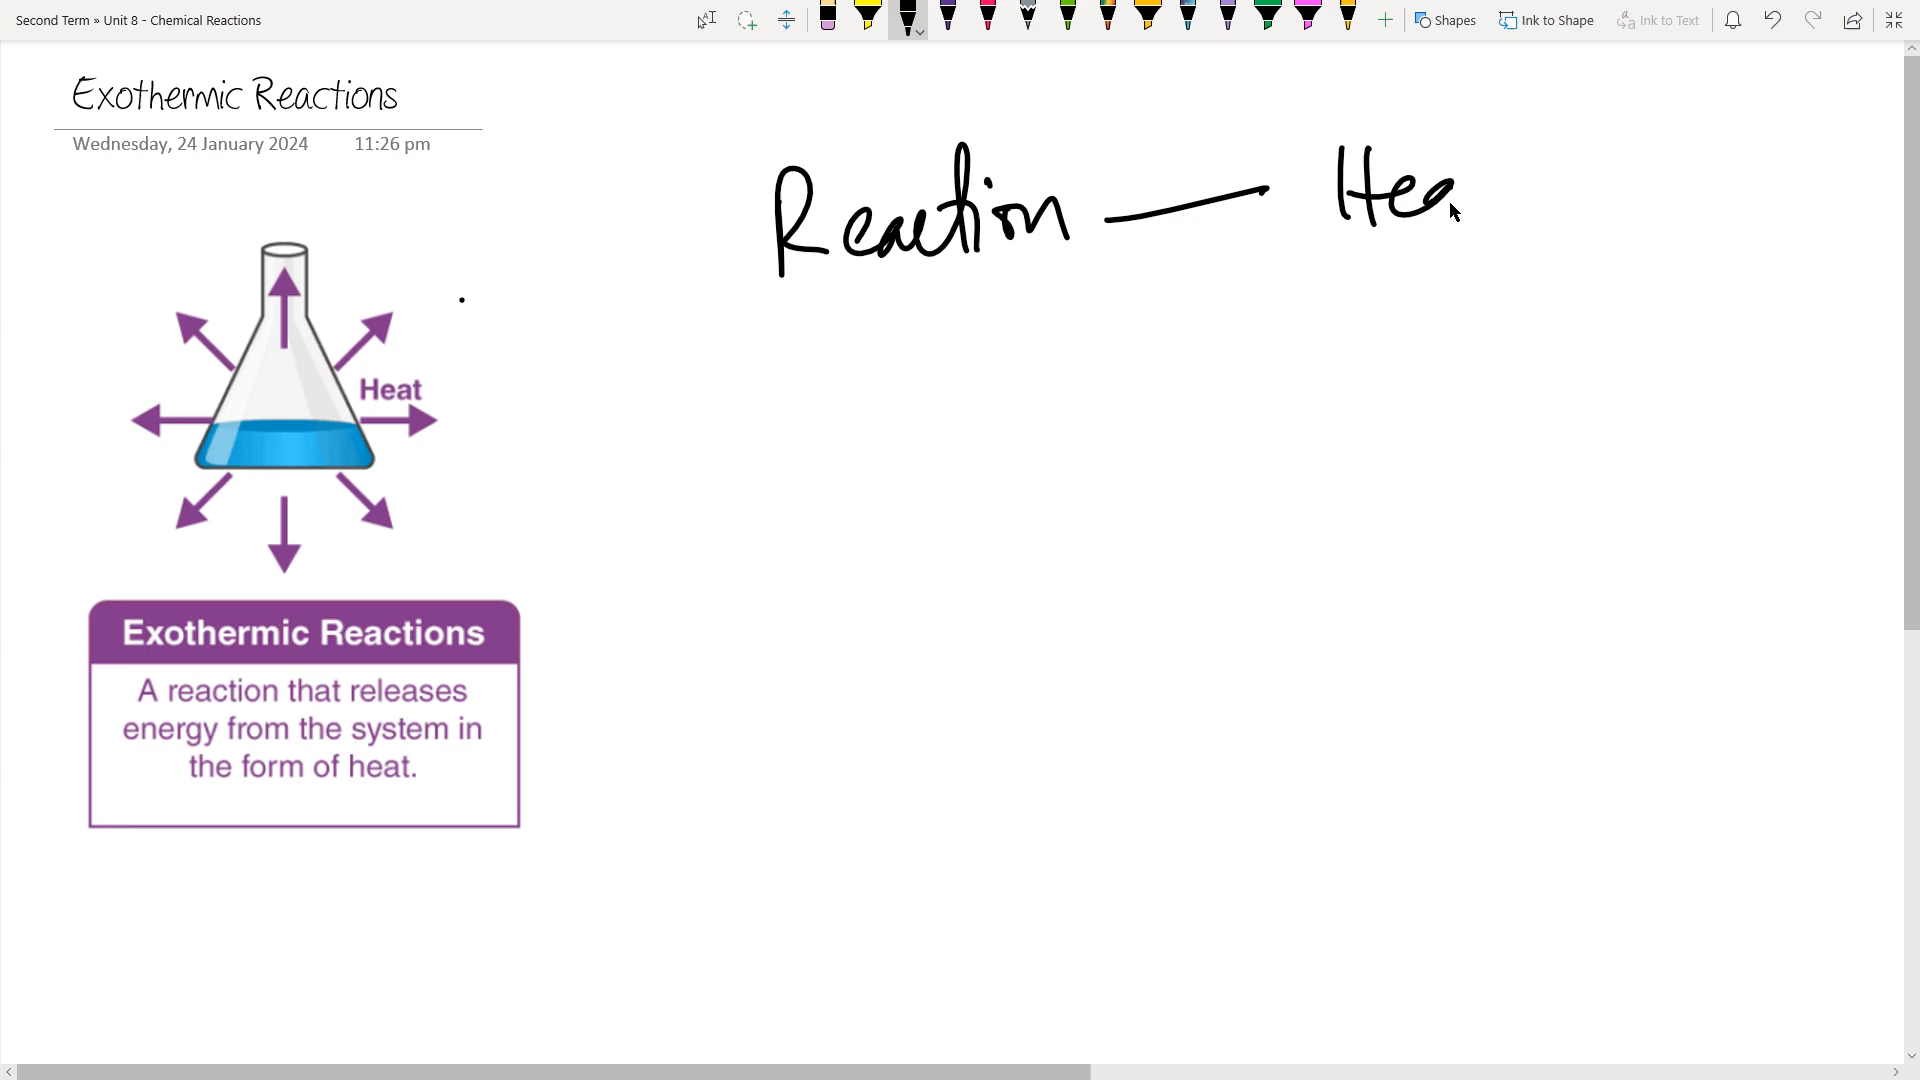 Second Term » Unit 8 - Chemical Reactions
Shapes Ink to Shape Ink to Text
Exothermic Reactions
Wednesday, 24 January 2024 11:26 pm
Reaction — Hea
Heat
Exothermic Reactions
A reaction that releases
energy from the system in
the form of heat.